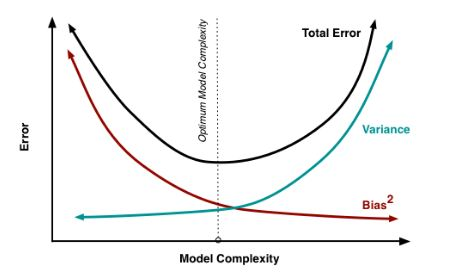 Total Error
Optimum Model Complexity
Error
Variance
Bias²
Model Complexity